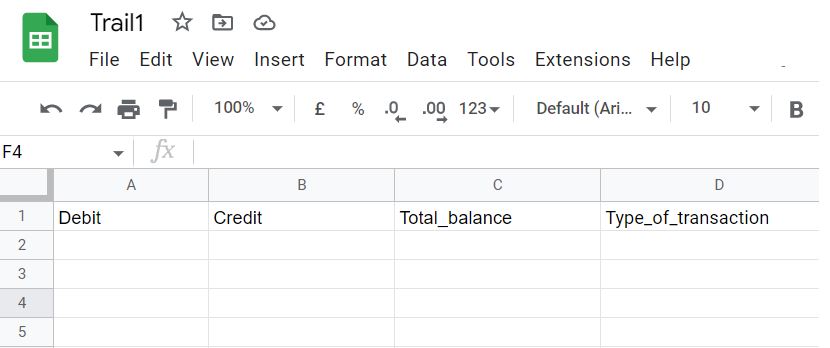 Trail1
File Edit View Insert Format Data Tools Extensions Help
100% £ % .0 .00 123 Default (Ari... 10 B
F4 fx
A B C D
1 Debit Credit Total_balance Type_of_transaction
2
3
4
5